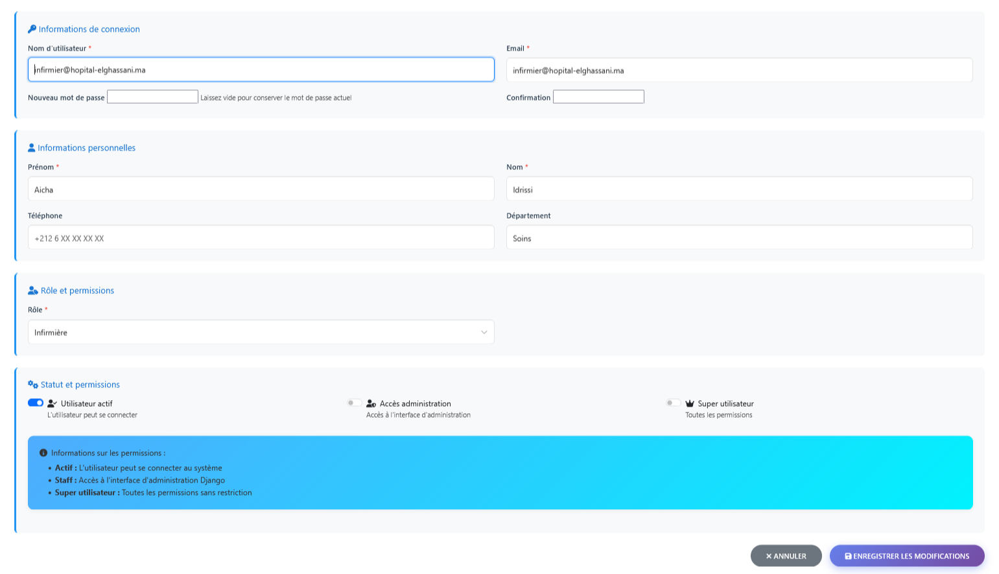 Informations de connexion
Nom d'utilisateur *
Email *
infirmier@hopital-elghassani.ma
infirmier@hopital-elghassani.ma
Nouveau mot de passe
Laissez vide pour conserver le mot de passe actuel
Confirmation
Informations personnelles
Prénom *
Nom *
Aicha
Idrissi
Téléphone
Département
+212 6 XX XX XX XX
Soins
Rôle et permissions
Rôle *
Infirmière
Statut et permissions
Utilisateur actif
L'utilisateur peut se connecter
Accès administration
Accès à l'interface d'administration
Super utilisateur
Toutes les permissions
Informations sur les permissions :
• Actif : L'utilisateur peut se connecter au système
• Staff : Accès à l'interface d'administration Django
• Super utilisateur : Toutes les permissions sans restriction
ANNULER
ENREGISTRER LES MODIFICATIONS